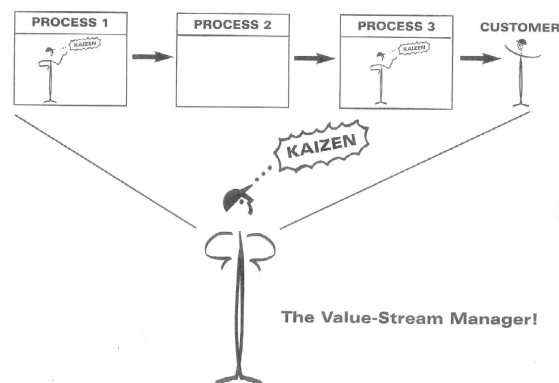 PROCESS 1
PROCESS 2
PROCESS 3
CUSTOMER
KAIZEN
KAIZEN
KAIZEN
The Value-Stream Manager!